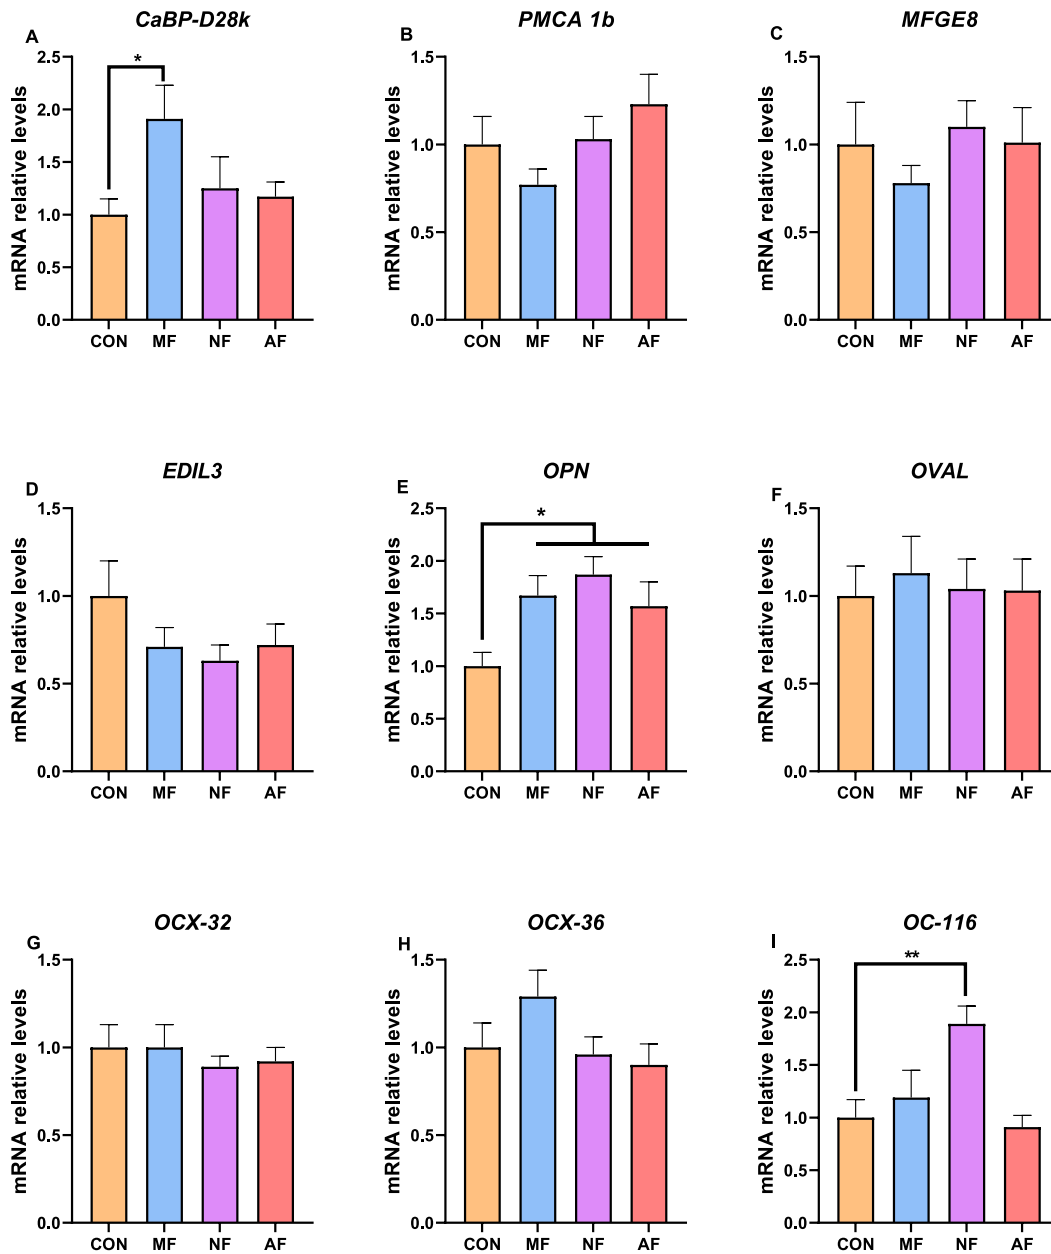 A
CaBP-D28k
mRNA relative levels
2.5
2.0
1.5
1.0
0.5
0.0
*
CON MF NF AF
B
PMCA 1b
mRNA relative levels
1.5
1.0
0.5
0.0
CON MF NF AF
C
MFGE8
mRNA relative levels
1.5
1.0
0.5
0.0
CON MF NF AF
D
EDIL3
mRNA relative levels
1.5
1.0
0.5
0.0
CON MF NF AF
E
OPN
mRNA relative levels
2.5
2.0
1.5
1.0
0.5
0.0
*
CON MF NF AF
F
OVAL
mRNA relative levels
1.5
1.0
0.5
0.0
CON MF NF AF
G
OCX-32
mRNA relative levels
1.5
1.0
0.5
0.0
CON MF NF AF
H
OCX-36
mRNA relative levels
1.5
1.0
0.5
0.0
CON MF NF AF
I
OC-116
mRNA relative levels
2.5
2.0
1.5
1.0
0.5
0.0
**
CON MF NF AF